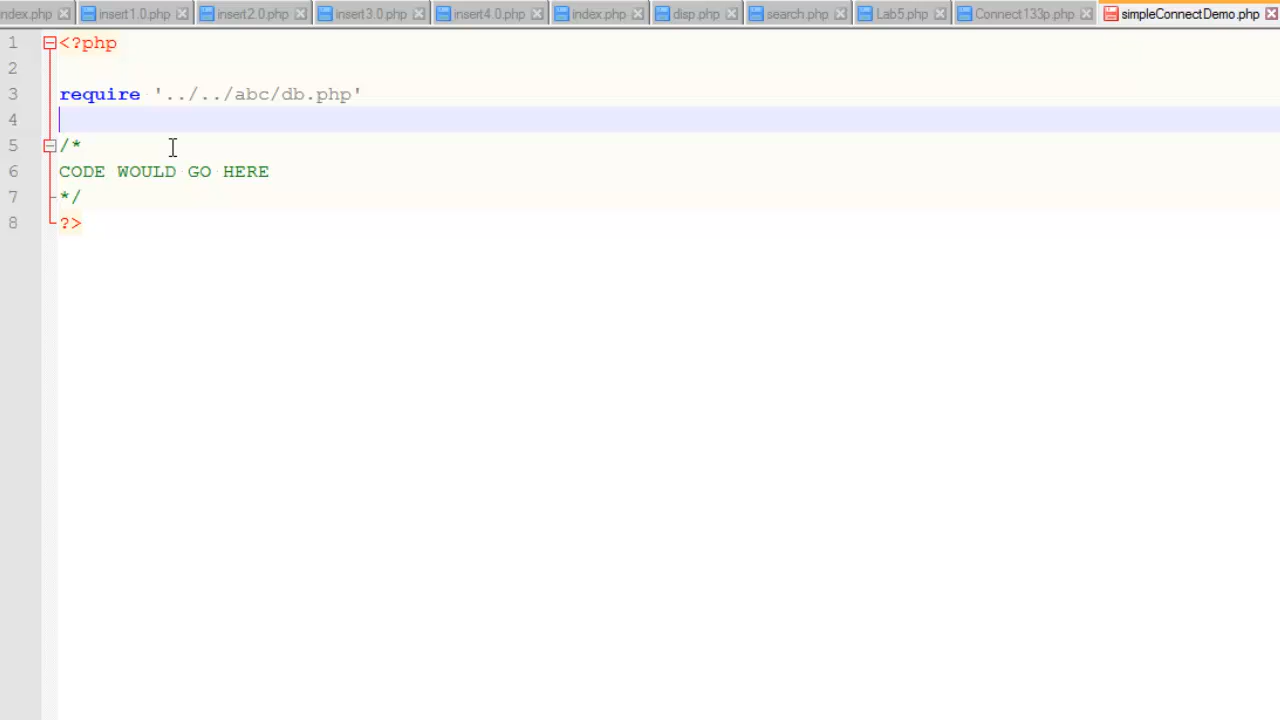 ndex.php insert1.0.php insert2.0.php insert3.0.php insert4.0.php index.php disp.php search.php Lab5.php Connect133p.php simpleConnectDemo.php
1 <?php
2
3 require '../../abc/db.php'
4
5 /*
6 CODE WOULD GO HERE
7 */
8 ?>